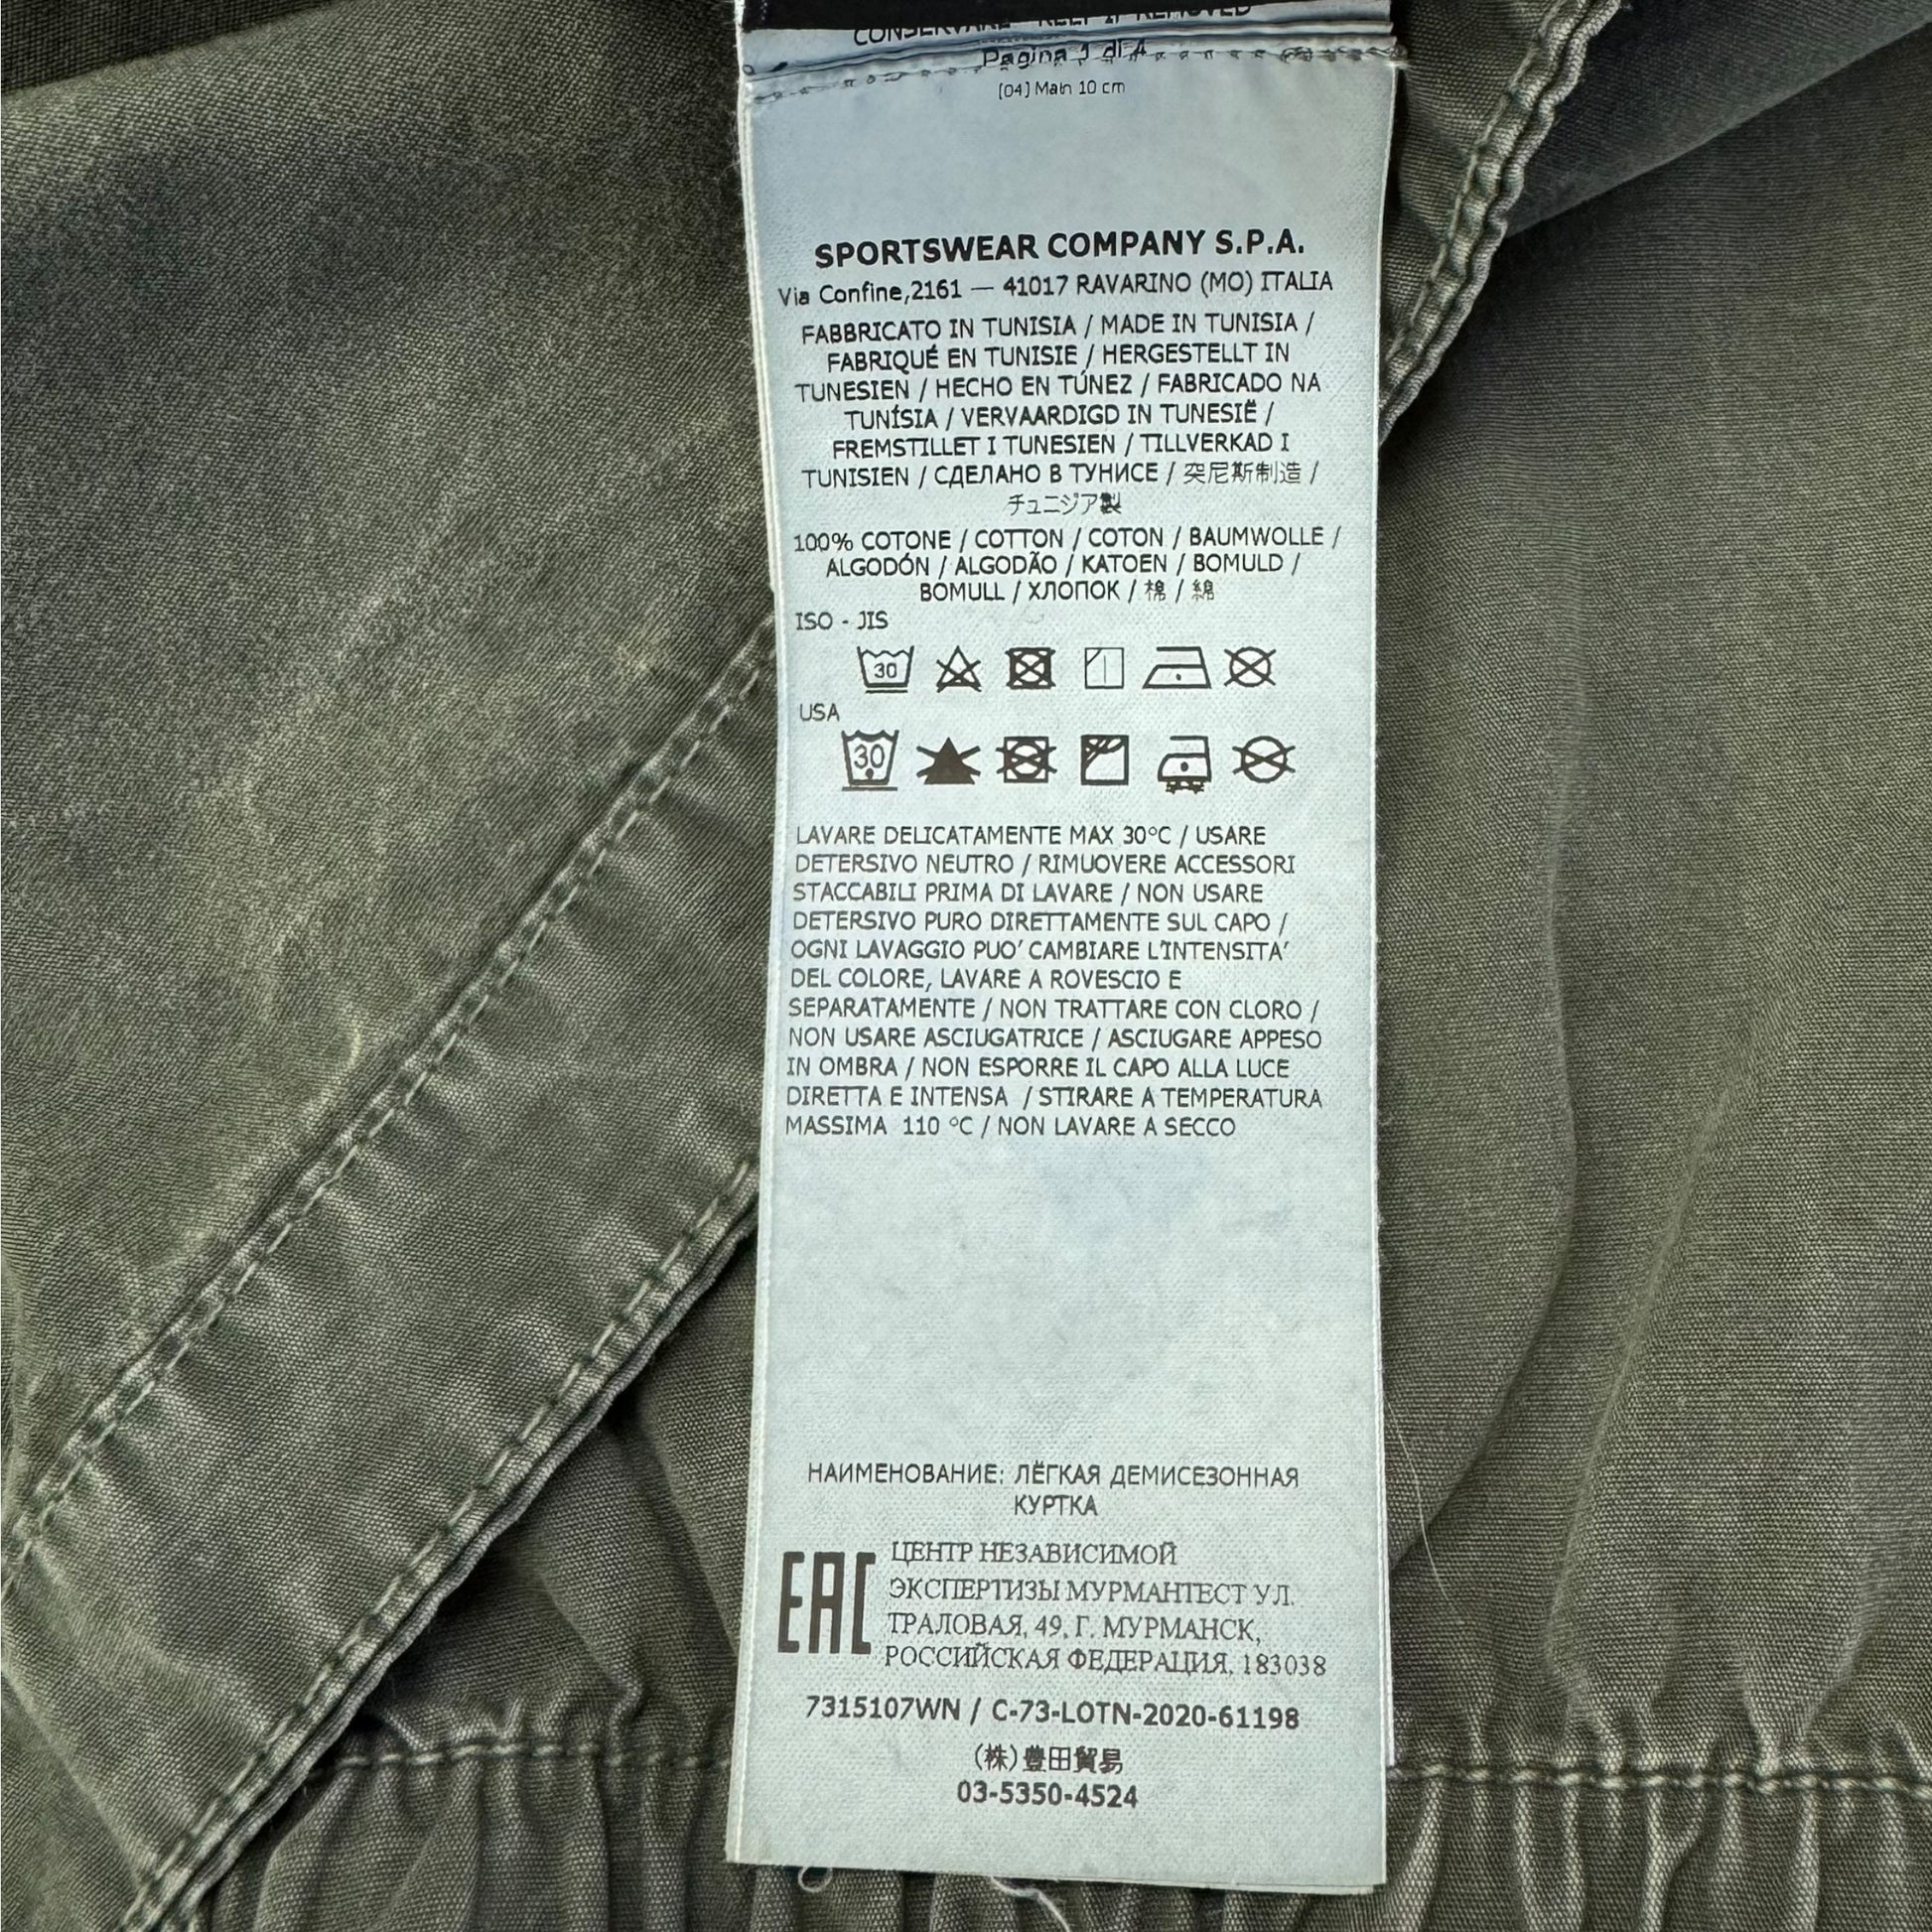 CONSERVARE - KEEP IF REMOVED
Pagina 1 di 4
[04] Main 10 cm
SPORTSWEAR COMPANY S.P.A.
Via Confine,2161 — 41017 RAVARINO (MO) ITALIA
FABBRICATO IN TUNISIA / MADE IN TUNISIA /
FABRIQUÉ EN TUNISIE / HERGESTELLT IN
TUNESIEN / HECHO EN TÚNEZ / FABRICADO NA
TUNÍSIA / VERVAARDIGD IN TUNESIË /
FREMSTILLET I TUNESIEN / TILLVERKAD I
TUNISIEN / СДЕЛАНО В ТУНИСЕ / 突尼斯制造 /
チュニジア製
100% COTONE / COTTON / COTON / BAUMWOLLE /
ALGODÓN / ALGODÃO / KATOEN / BOMULD /
BOMULL / ХЛОПОК / 棉 / 綿
ISO - JIS
30
USA
30
LAVARE DELICATAMENTE MAX 30°C / USARE
DETERSIVO NEUTRO / RIMUOVERE ACCESSORI
STACCABILI PRIMA DI LAVARE / NON USARE
DETERSIVO PURO DIRETTAMENTE SUL CAPO /
OGNI LAVAGGIO PUO' CAMBIARE L'INTENSITA'
DEL COLORE, LAVARE A ROVESCIO E
SEPARATAMENTE / NON TRATTARE CON CLORO /
NON USARE ASCIUGATRICE / ASCIUGARE APPESO
IN OMBRA / NON ESPORRE IL CAPO ALLA LUCE
DIRETTA E INTENSA / STIRARE A TEMPERATURA
MASSIMA 110 °C / NON LAVARE A SECCO
НАИМЕНОВАНИЕ: ЛЁГКАЯ ДЕМИСЕЗОННАЯ
КУРТКА
EAC
ЦЕНТР НЕЗАВИСИМОЙ
ЭКСПЕРТИЗЫ МУРМАНТЕСТ УЛ.
ТРАЛОВАЯ, 49, Г. МУРМАНСК,
РОССИЙСКАЯ ФЕДЕРАЦИЯ, 183038
7315107WN / C-73-LOTN-2020-61198
(株)豊田貿易
03-5350-4524